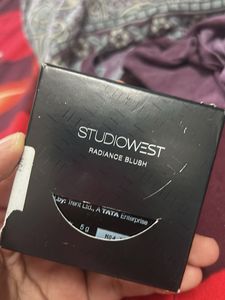 STUDIOWEST
RADIANCE BLUSH
by: Trent Ltd., A TATA Enterprise
5 g